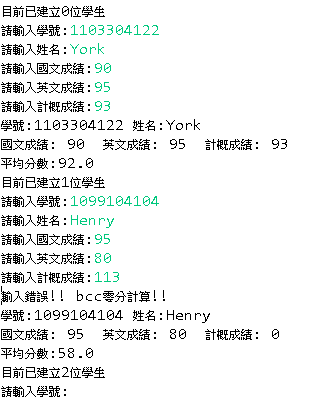 目前已建立0位學生
請輸入學號:1103304122
請輸入姓名:York
請輸入國文成績:90
請輸入英文成績:95
請輸入計概成績:93
學號:1103304122 姓名:York
國文成績: 90  英文成績: 95  計概成績: 93
平均分數:92.0
目前已建立1位學生
請輸入學號:1099104104
請輸入姓名:Henry
請輸入國文成績:95
請輸入英文成績:80
請輸入計概成績:113
輸入錯誤!! bcc零分計算!!
學號:1099104104 姓名:Henry
國文成績: 95  英文成績: 80  計概成績: 0
平均分數:58.0
目前已建立2位學生
請輸入學號: